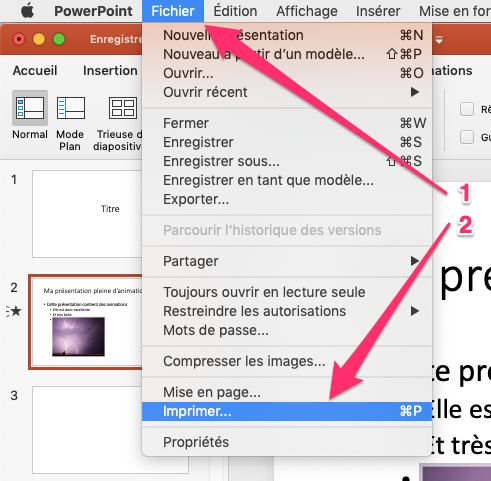 PowerPoint Fichier Édition Affichage Insérer Mise en for
Enregistre
Accueil Insertion
mations
Normal Mode Plan Trieuse d diapositiv
Rè
Gu
Nouvelle présentation ⌘N
Nouveau à partir d'un modèle... ⇧⌘P
Ouvrir... ⌘O
Ouvrir récent
Fermer ⌘W
Enregistrer ⌘S
Enregistrer sous... ⇧⌘S
Enregistrer en tant que modèle...
Exporter...
Parcourir l'historique des versions
Partager
Toujours ouvrir en lecture seule
Restreindre les autorisations
Mots de passe...
Compresser les images...
Mise en page...
Imprimer... ⌘P
Propriétés
1
2
1
Titre
2
Ma présentation pleine d'animatio
• Cette présentation contient des animations
• Elle est donc excellente
• Et très belle
3
pré
te pre
Elle es
Et très